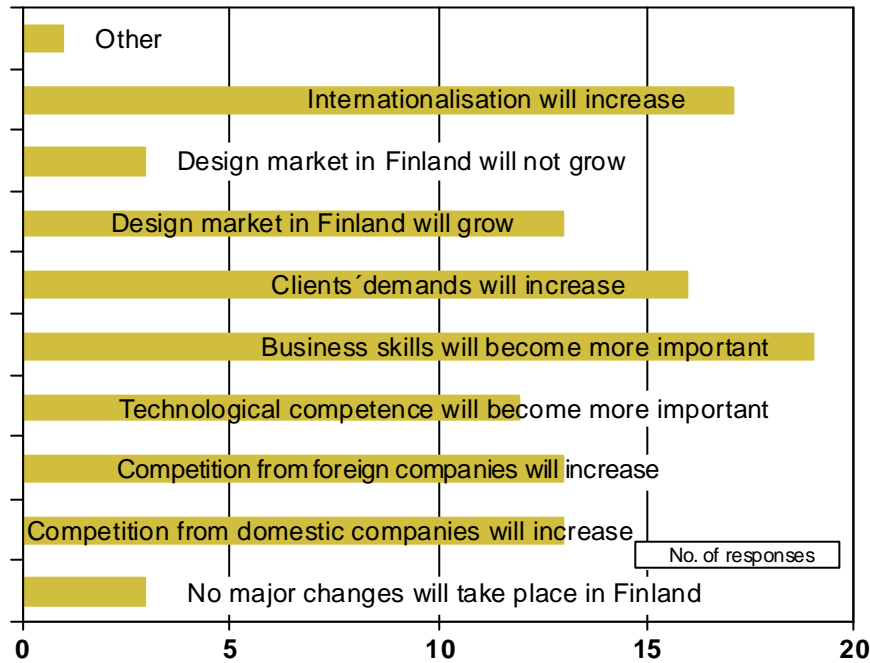 Other
Internationalisation will increase
Design market in Finland will not grow
Design market in Finland will grow
Clients´demands will increase
Business skills will become more important
Technological competence will become more important
Competition from foreign companies will increase
Competition from domestic companies will increase
No. of responses
No major changes will take place in Finland
0 5 10 15 20